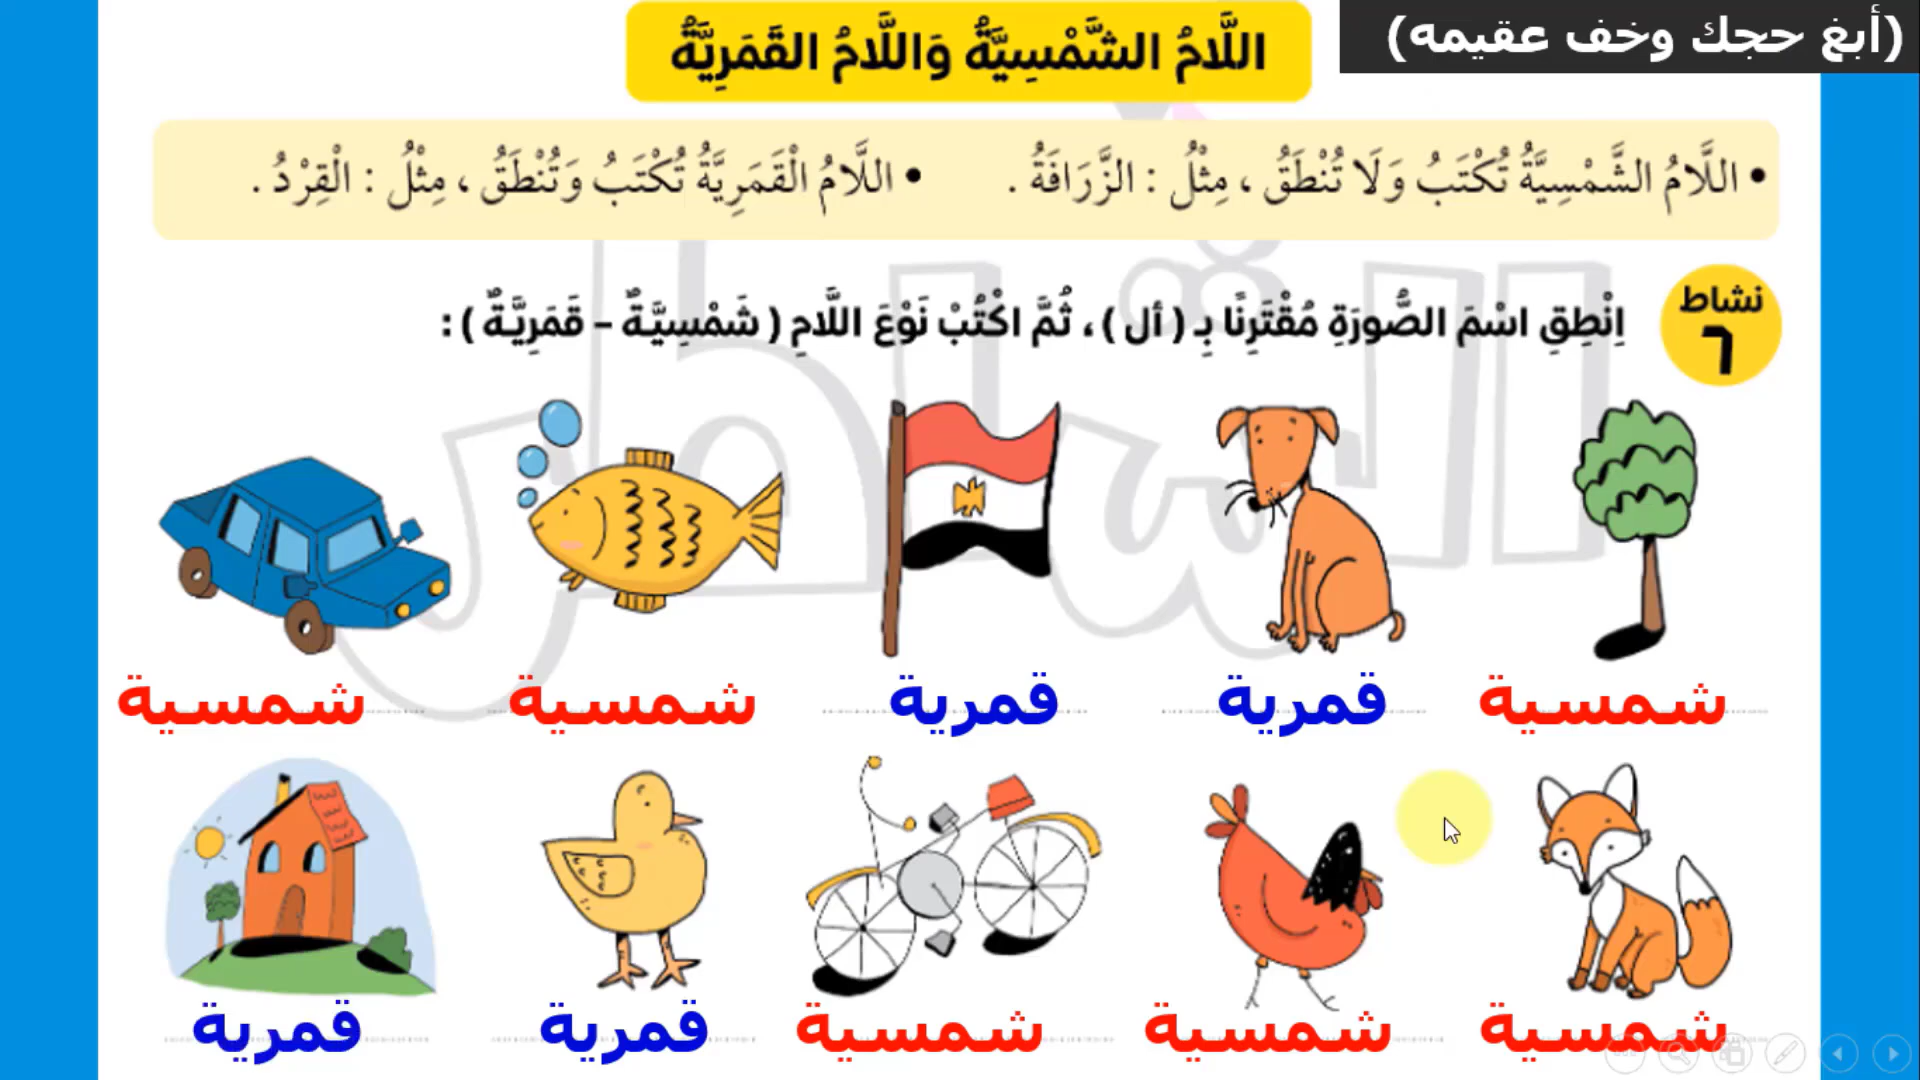 (أبغ حجك وخف عقيمه)
اللَّامُ الشَّمْسِيَّةُ وَاللَّامُ القَمَرِيَّةُ
• اللَّامُ الشَّمْسِيَّةُ تُكْتَبُ وَلَا تُنْطَقُ ، مِثْلُ : الزَّرَافَةُ .
• اللَّامُ الْقَمَرِيَّةُ تُكْتَبُ وَتُنْطَقُ ، مِثْلُ : الْقِرْدُ .
نشاط
٦
اِنْطِقِ اسْمَ الصُّورَةِ مُقْتَرِنًا بِـ ( أل ) ، ثُمَّ اكْتُبْ نَوْعَ اللَّامِ ( شَمْسِيَّةٌ – قَمَرِيَّةٌ ) :
شمسية قمرية قمرية شمسية شمسية
شمسية شمسية شمسية قمرية قمرية
الشاطر